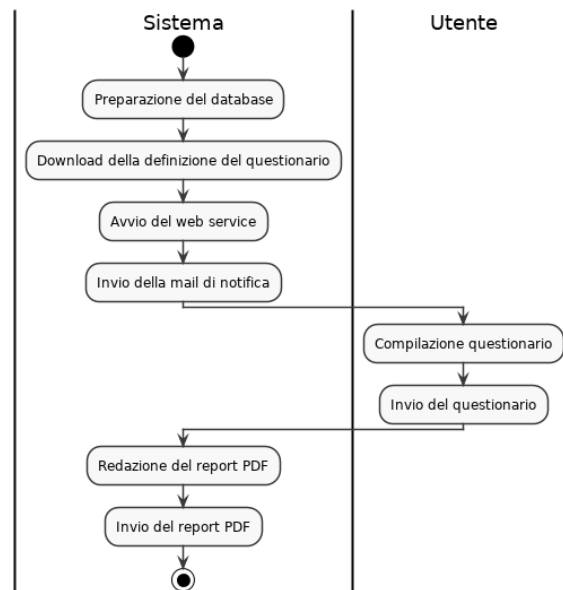 Sistema
Utente
Preparazione del database
Download della definizione del questionario
Avvio del web service
Invio della mail di notifica
Compilazione questionario
Invio del questionario
Redazione del report PDF
Invio del report PDF